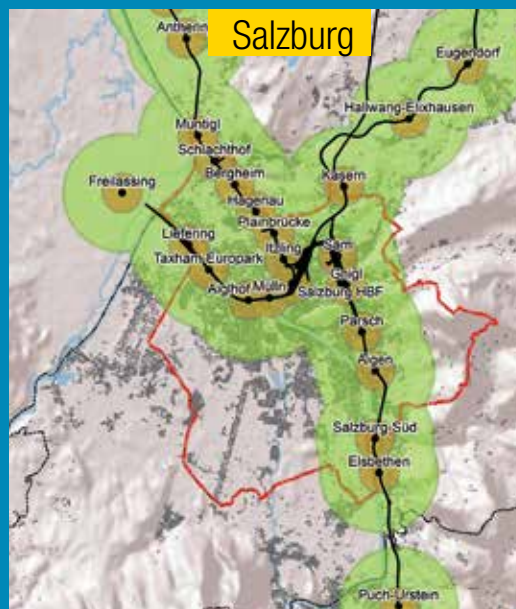 Salzburg
Anthering
Eugendorf
Hallwang-Elixhausen
Muntigl
Schlachthof
Bergheim
Kasern
Freilassing
Hagenau
Plainbrücke
Liefering
Itzling
Sam
Taxham Europark
Gnigl
Aiglhof
Mülln
Salzburg HBF
Parsch
Aigen
Salzburg-Süd
Elsbethen
Puch-Urstein